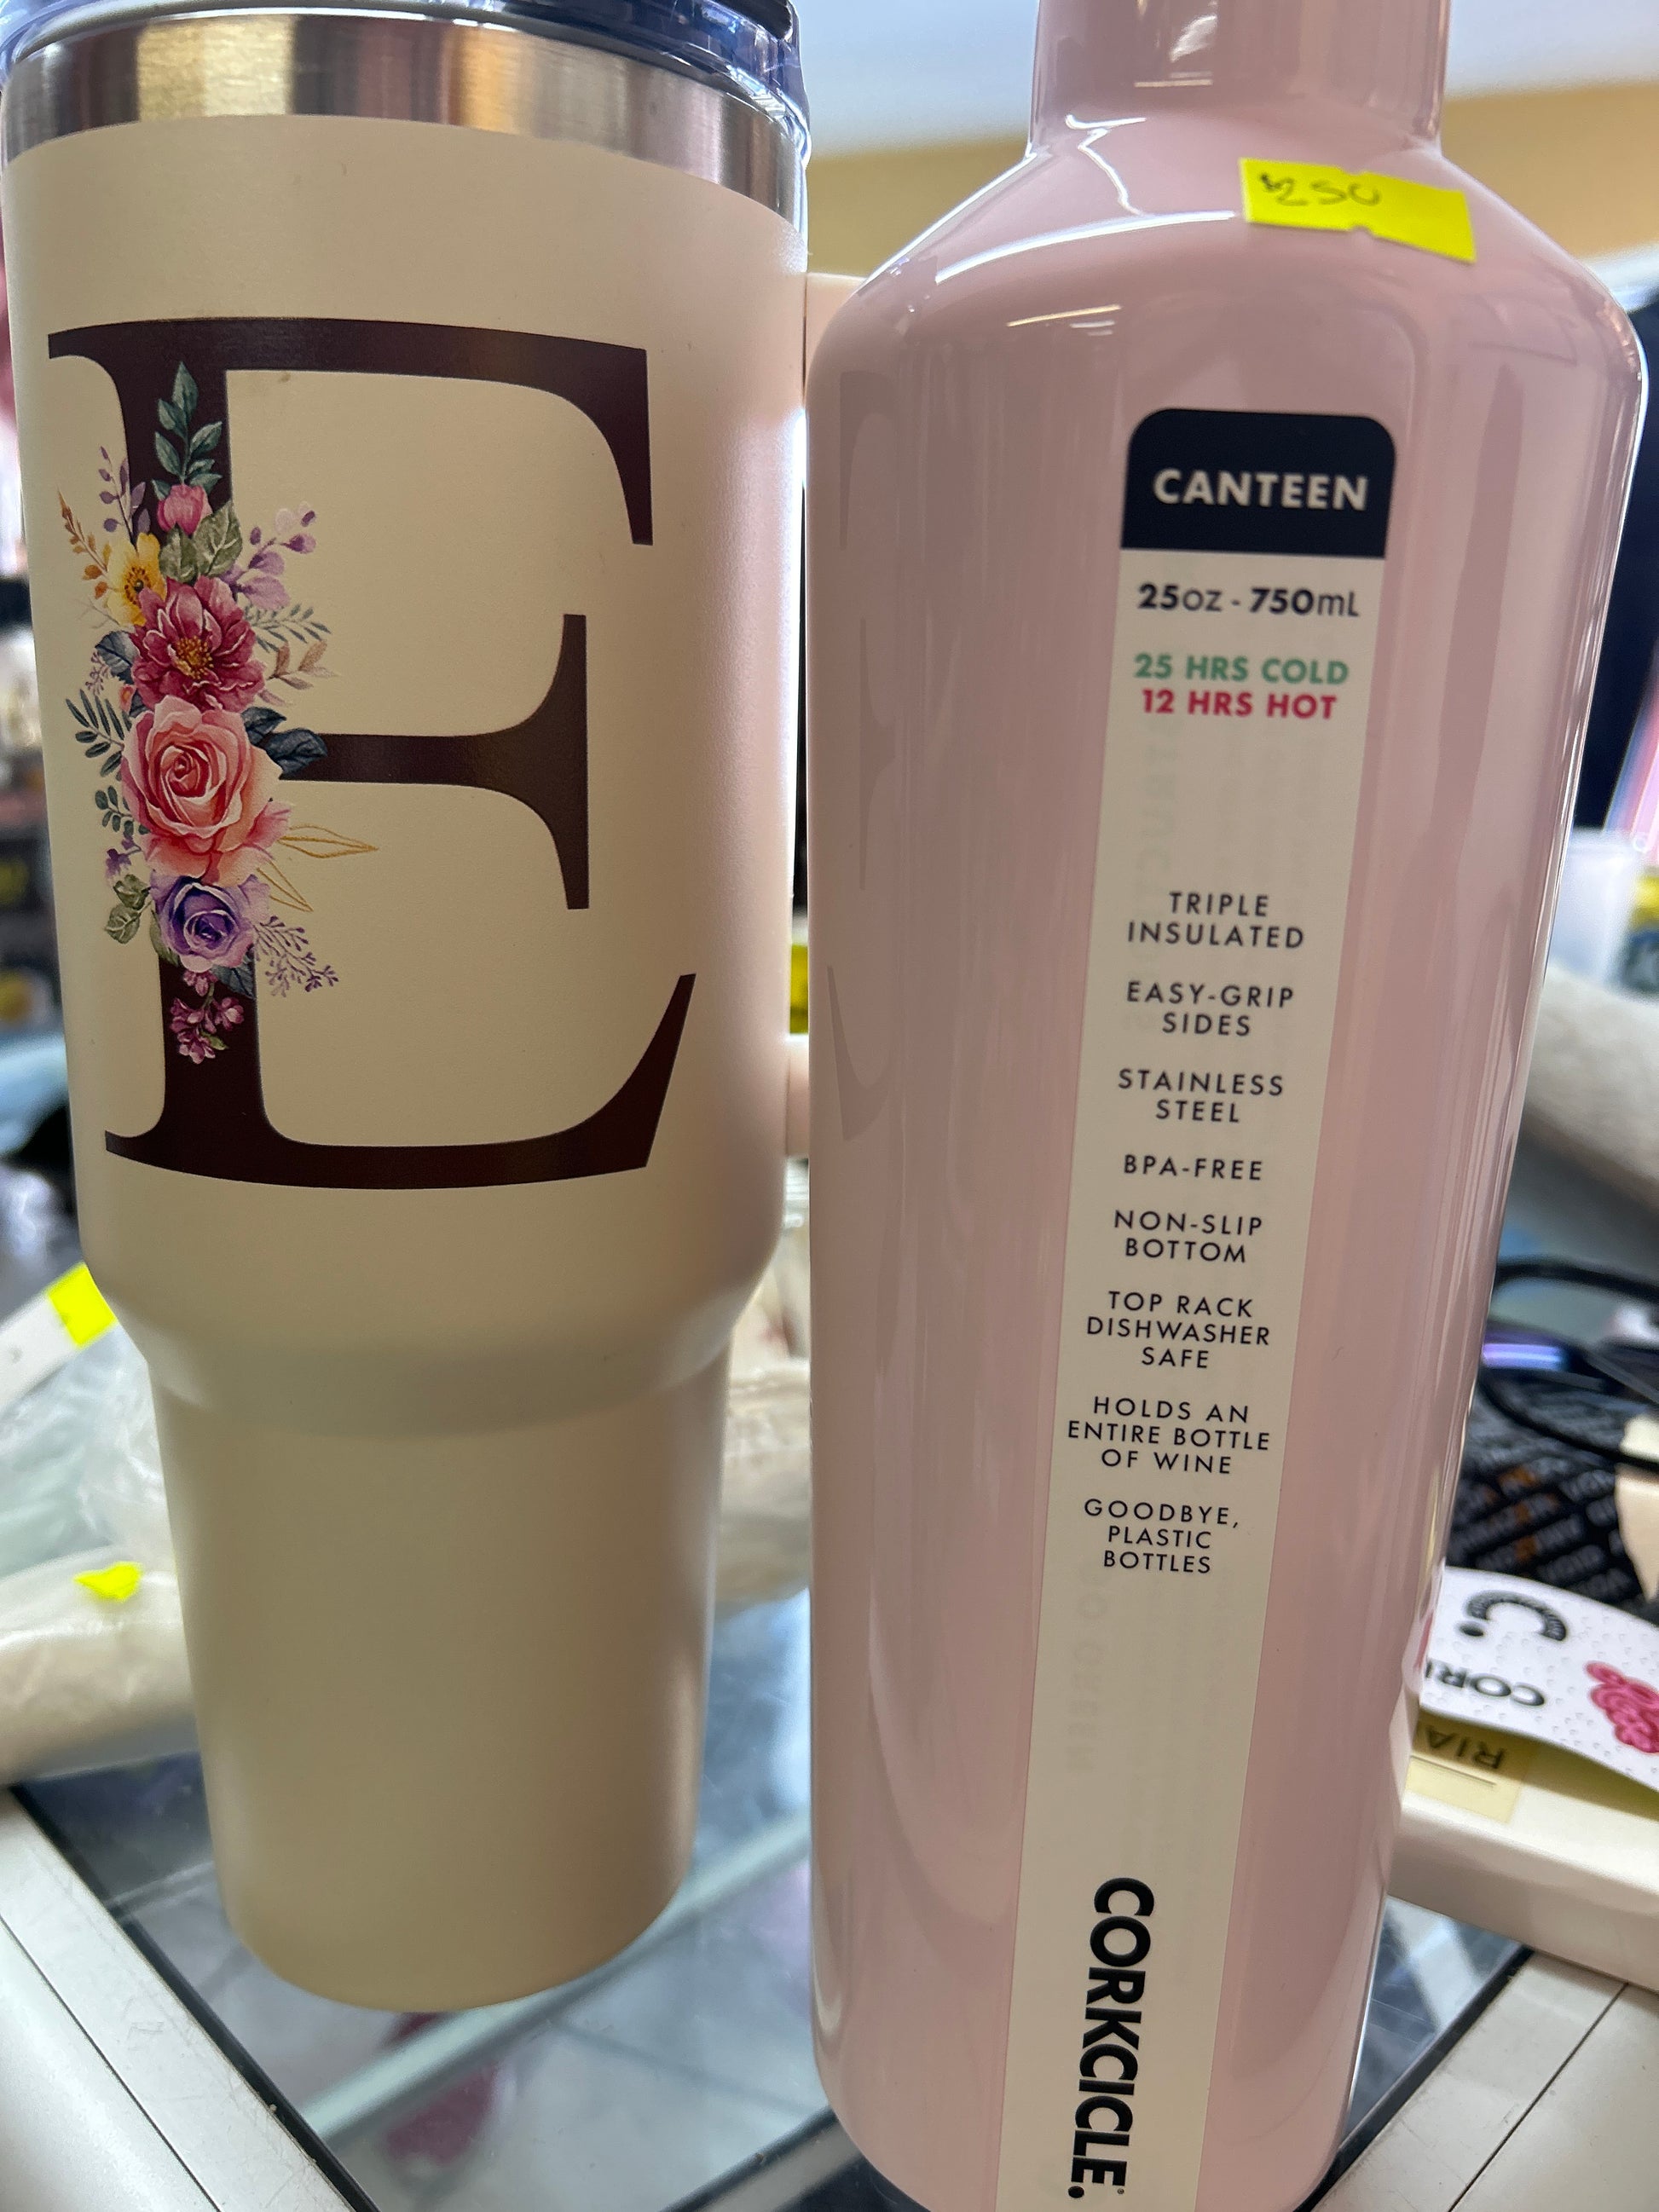 E
$250
CANTEEN
25oz - 750mL
25 HRS COLD
12 HRS HOT
TRIPLE
INSULATED
EASY-GRIP
SIDES
STAINLESS
STEEL
BPA-FREE
NON-SLIP
BOTTOM
TOP RACK
DISHWASHER
SAFE
HOLDS AN
ENTIRE BOTTLE
OF WINE
GOODBYE,
PLASTIC
BOTTLES
CORKCICLE.